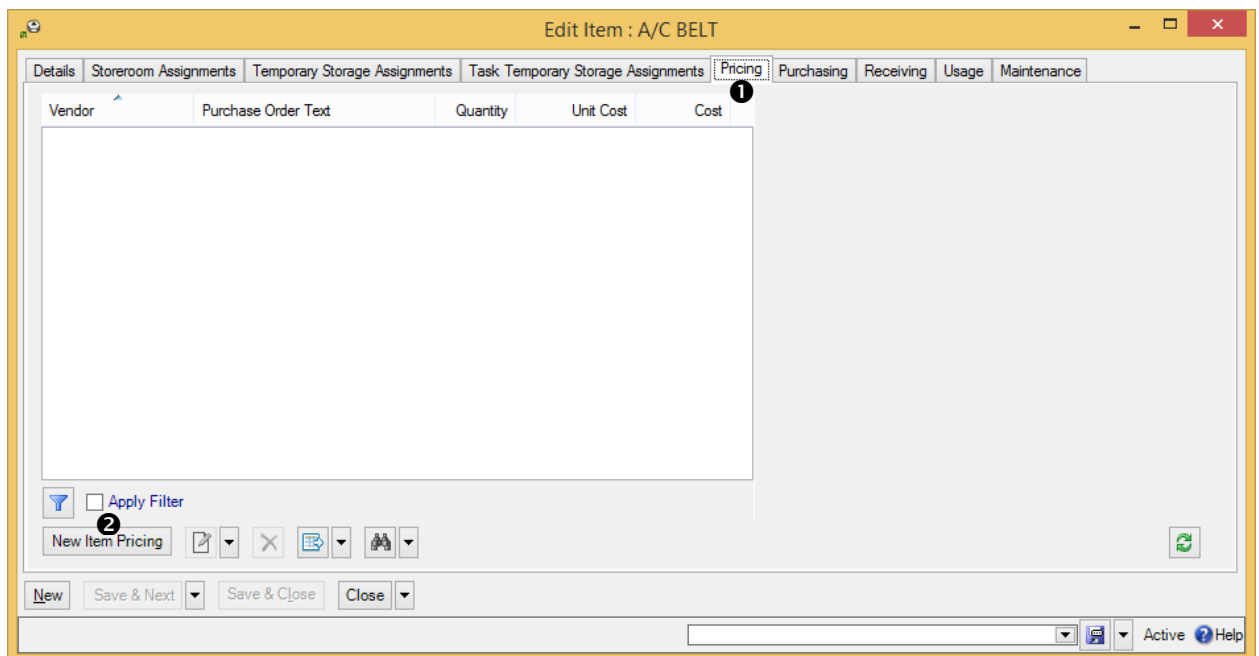 Edit Item : A/C BELT
Details Storeroom Assignments Temporary Storage Assignments Task Temporary Storage Assignments Pricing Purchasing Receiving Usage Maintenance
❶
Vendor Purchase Order Text Quantity Unit Cost Cost
Apply Filter
❷
New Item Pricing
New Save & Next Save & Close Close
Active Help